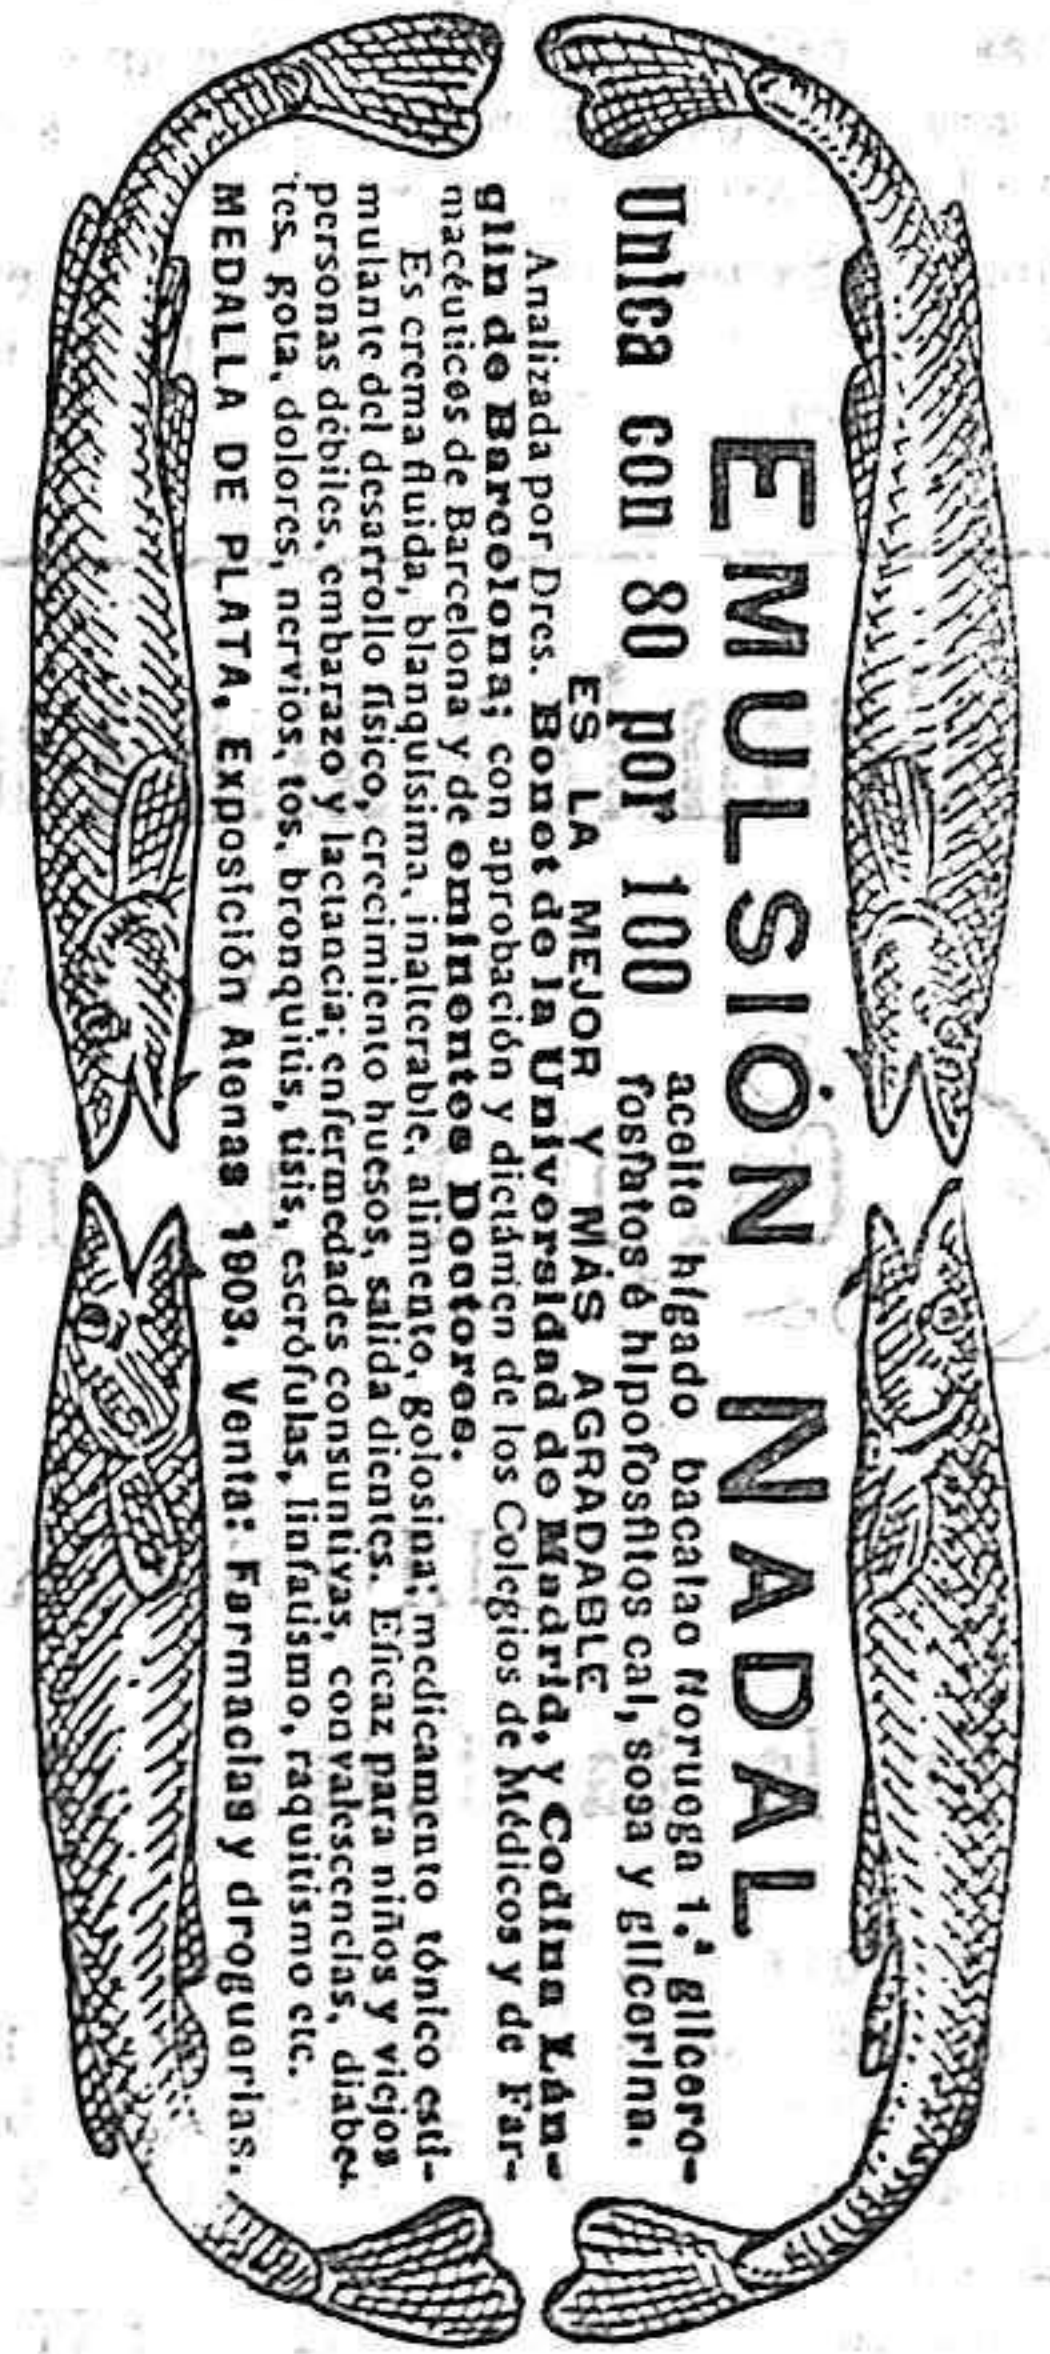 EMULSIÓN NADAL
Unica con 80 por 100 aceite hígado bacalao Noruega 1.ª glicero-
fosfatos é hipofosfitos cal, sosa y glicerina.
ES LA MEJOR Y MÁS AGRADABLE
Analizada por Dres. Bonet de la Universidad de Madrid, y Codina Län-
glin de Barcelona; con aprobación y dictámen de los Colegios de Médicos y de Far-
macéuticos de Barcelona y de eminentes Doctores.
Es crema fluida, blanquísima, inalterable, alimento, golosina; medicamento tónico esti-
mulante del desarrollo físico, crecimiento huesos, salida dientes. Eficaz para niños y viejos
personas débiles, embarazo y lactancia; enfermedades consuntivas, convalescencias, diabe-
tes, gota, dolores, nervios, tos, bronquitis, tisis, escrófulas, linfatismo, raquitismo etc.
MEDALLA DE PLATA, Exposición Atenas 1903. Venta: Farmacias y droguerias.